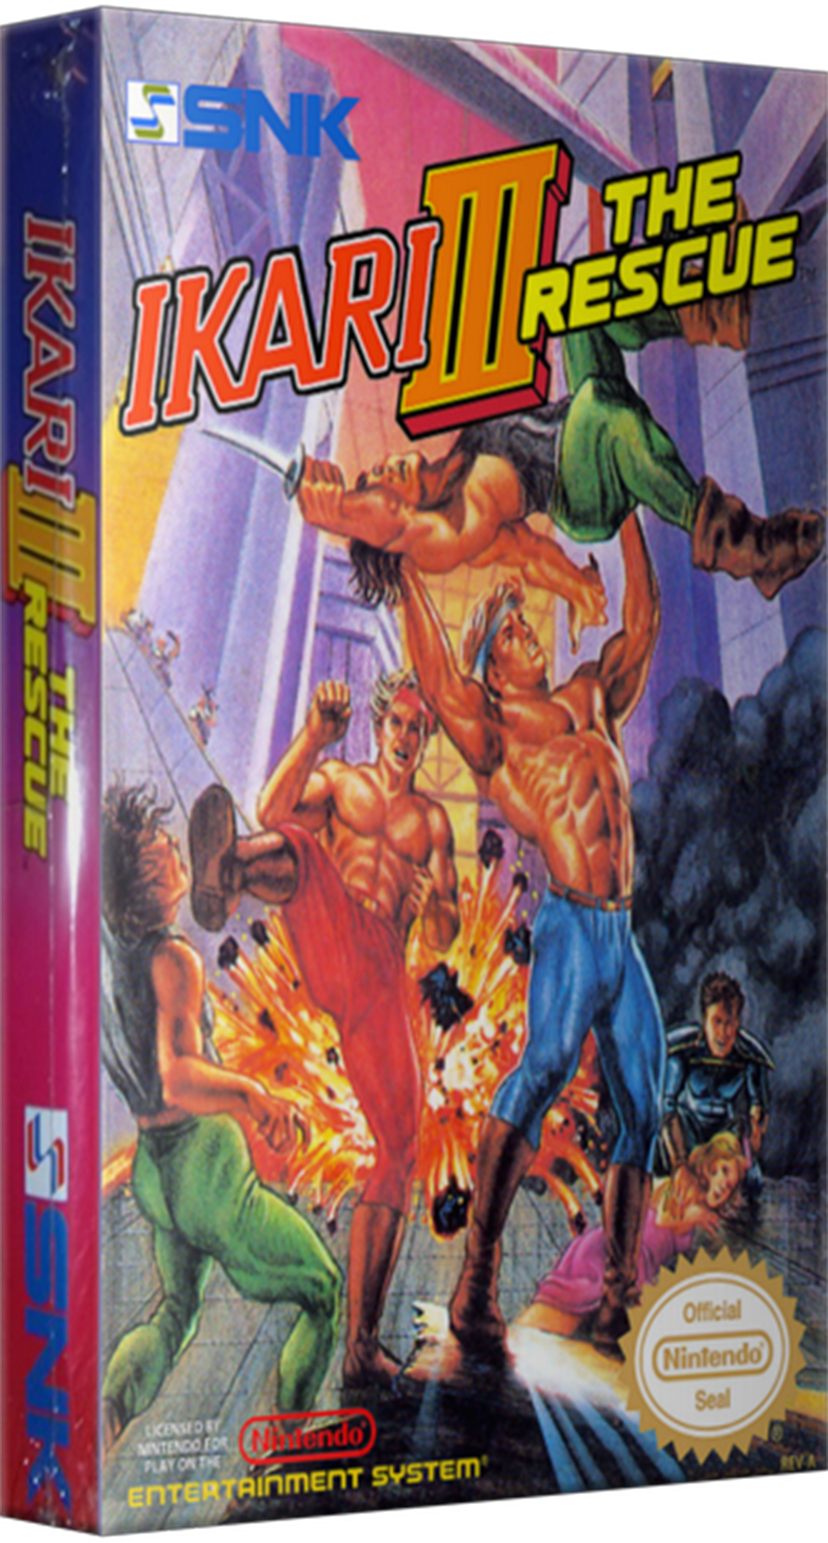 SNK
IKARI III
THE
RESCUE
TM
Official
Nintendo
Seal
®
LICENSED BY
NINTENDO FOR
PLAY ON THE
Nintendo®
ENTERTAINMENT SYSTEM®
REV-A
IKARI III
THE
RESCUE
SNK